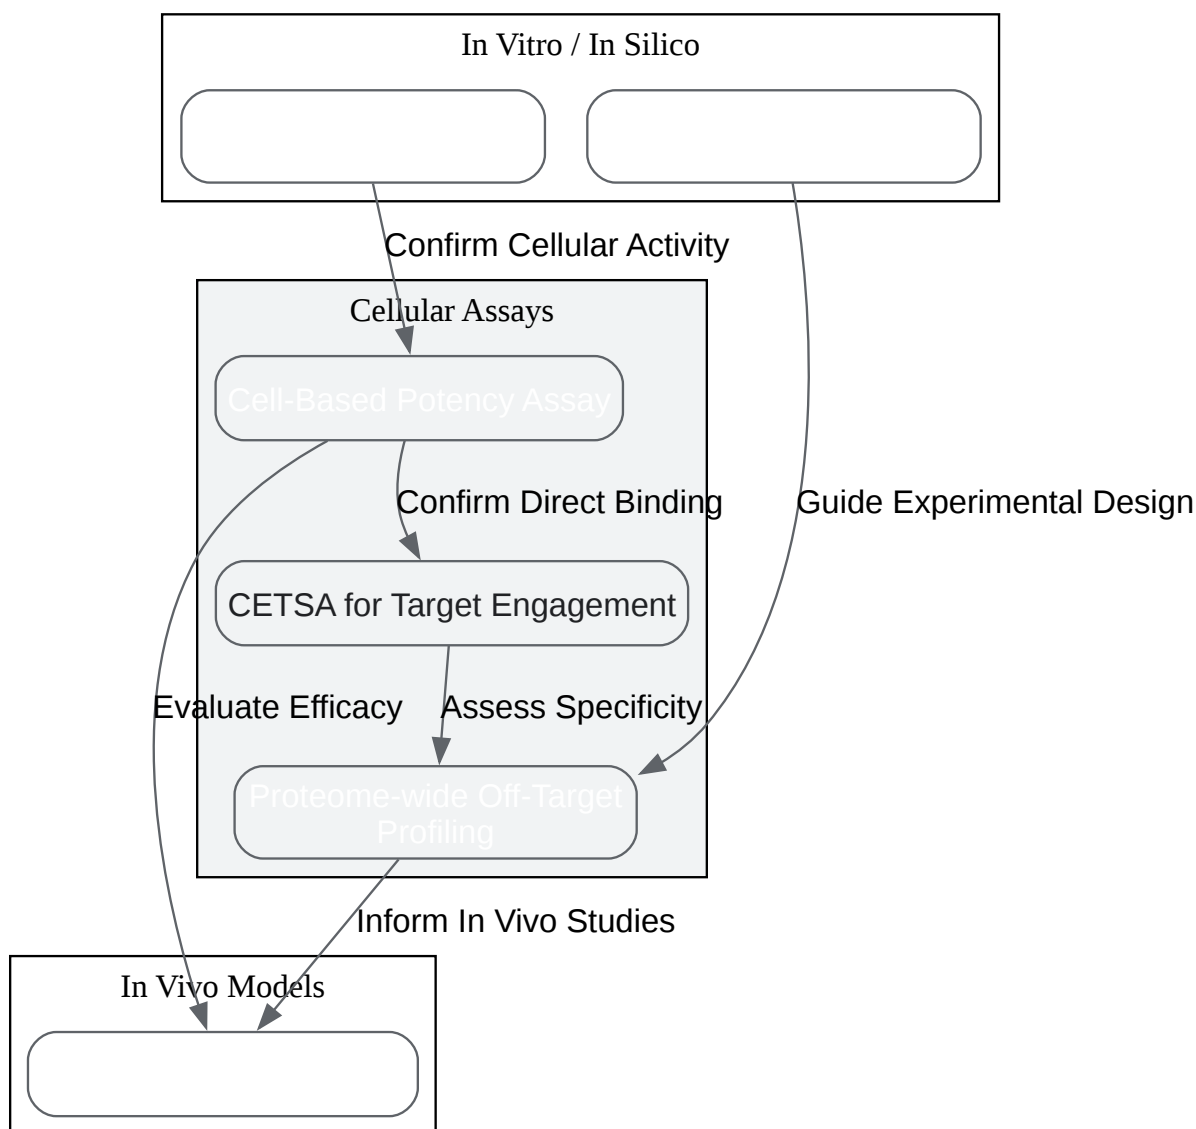 In Vitro / In Silico
Confirm Cellular Activity
Cellular Assays
Cell-Based Potency Assay
Confirm Direct Binding
Guide Experimental Design
CETSA for Target Engagement
Evaluate Efficacy
Assess Specificity
Proteome-wide Off-Target
Profiling
Inform In Vivo Studies
In Vivo Models